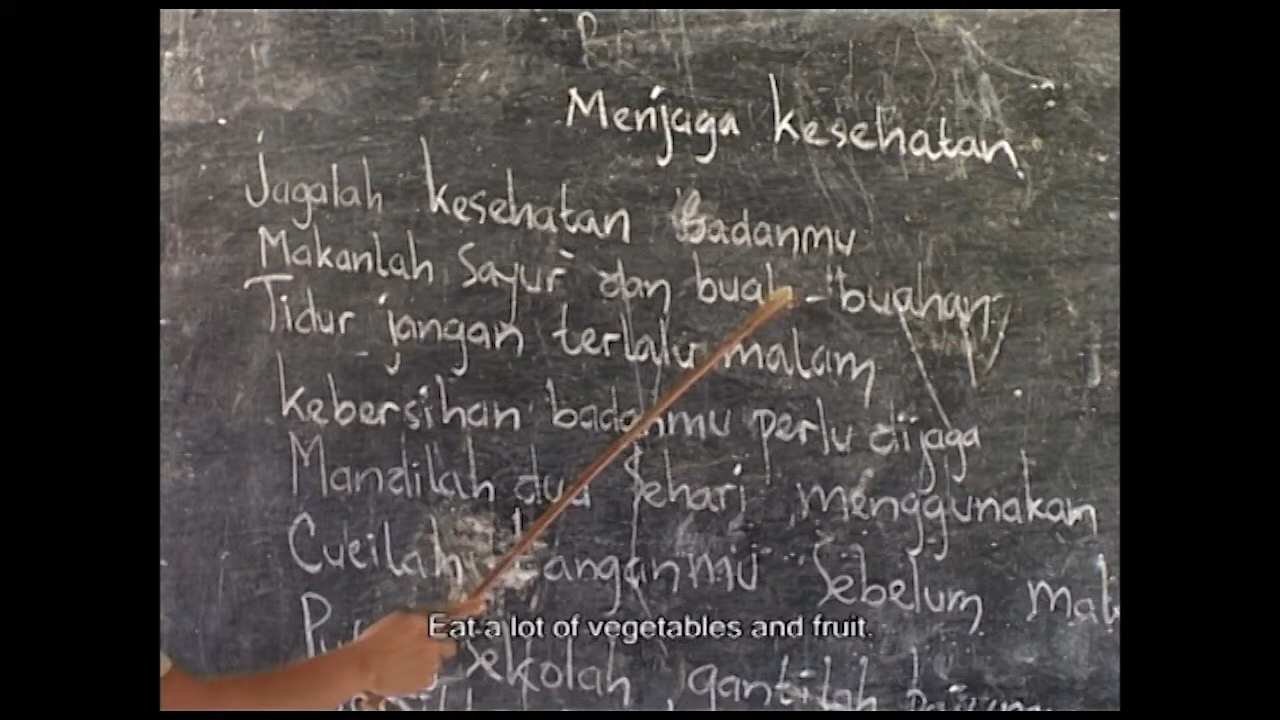 Menjaga kesehatan
Jagalah kesehatan badanmu
Makanlah Sayur dan buah-buahan
Tidur jangan terlalu malam
kebersihan badanmu perlu dijaga
Mandilah dua Sehari menggunakan
Cucilah tanganmu Sebelum
Eat a lot of vegetables and fruit.
sekolah, gantilah